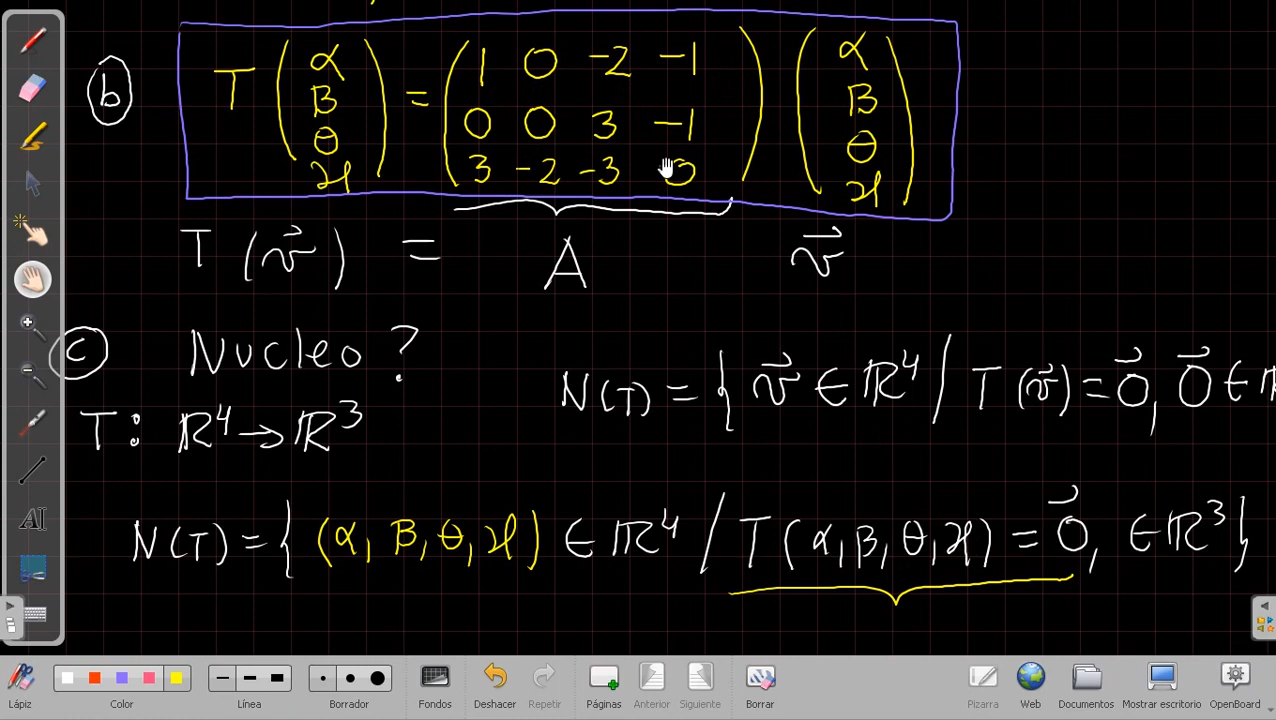 b T ( α β θ ϰ ) = ( 1 0 -2 -1 ; 0 0 3 -1 ; 3 -2 -3 0 ) ( α β θ ϰ )
T (v⃗) = A v⃗
c Nucleo ? N(T) = { v⃗ ∈ ℝ⁴ / T (v⃗) = 0⃗, 0⃗ ∈ ℝ
T: ℝ⁴ → ℝ³
N(T) = { (α, β, θ, ϰ) ∈ ℝ⁴ / T(α, β, θ, ϰ) = 0⃗, ∈ ℝ³ }
Lápiz Color Línea Borrador Fondos Deshacer Repetir Páginas Anterior Siguiente Borrar Pizarra Web Documentos Mostrar escritorio OpenBoard